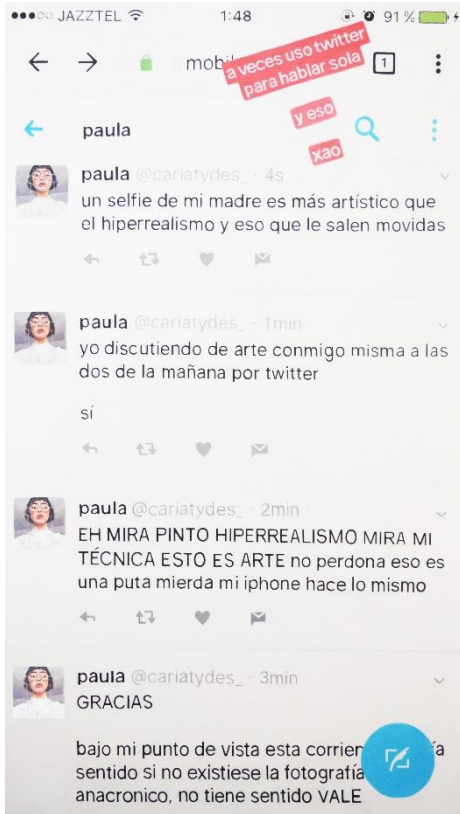 JAZZTEL 1:48 91 %
mobi
1
a veces uso twitter
para hablar sola
y eso
xao
paula
paula @cariatydes_ · 4s
un selfie de mi madre es más artístico que
el hiperrealismo y eso que le salen movidas
paula @cariatydes_ · 1min
yo discutiendo de arte conmigo misma a las
dos de la mañana por twitter
sí
paula @cariatydes_ · 2min
EH MIRA PINTO HIPERREALISMO MIRA MI
TÉCNICA ESTO ES ARTE no perdona eso es
una puta mierda mi iphone hace lo mismo
paula @cariatydes_ · 3min
GRACIAS
bajo mi punto de vista esta
sentido si no existiese la fotografía
anacronico, no tiene sentido VALE